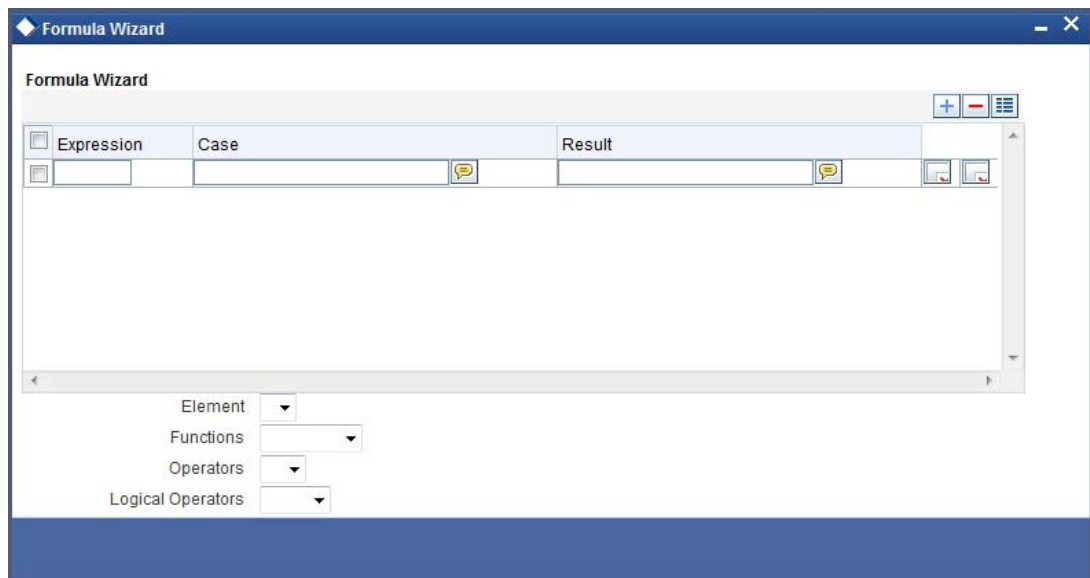 Formula Wizard
Formula Wizard
Expression Case Result
Element
Functions
Operators
Logical Operators